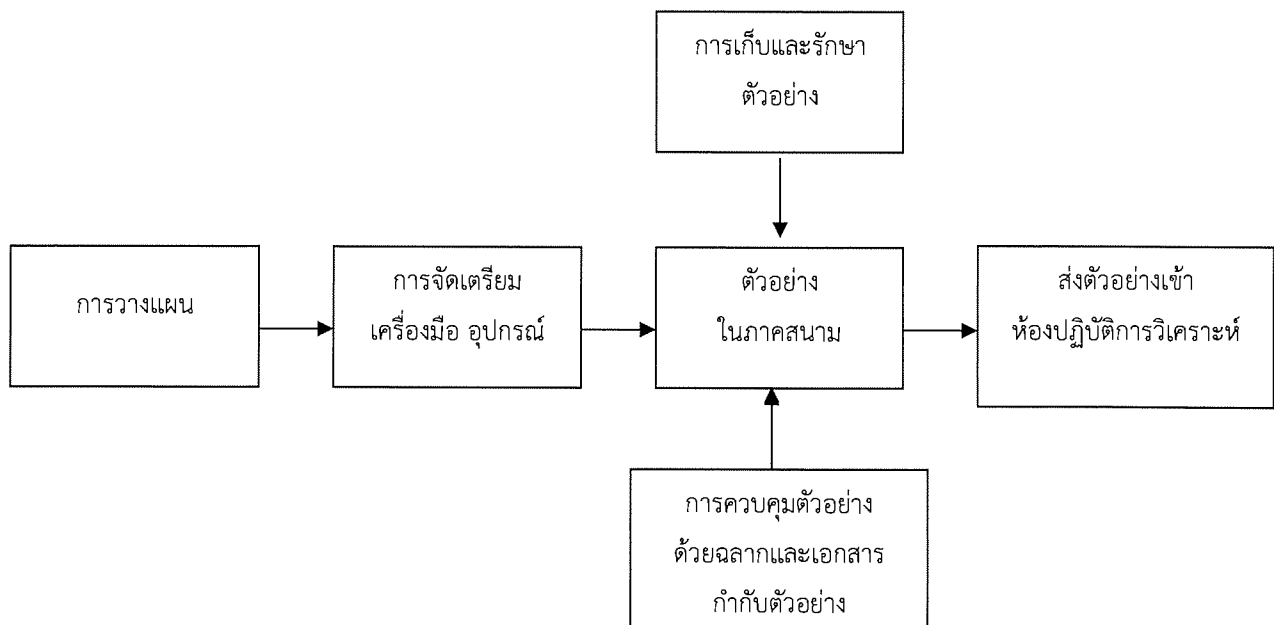 การเก็บและรักษา
ตัวอย่าง
การวางแผน
การจัดเตรียม
เครื่องมือ อุปกรณ์
ตัวอย่าง
ในภาคสนาม
ส่งตัวอย่างเข้า
ห้องปฏิบัติการวิเคราะห์
การควบคุมตัวอย่าง
ด้วยฉลากและเอกสาร
กำกับตัวอย่าง